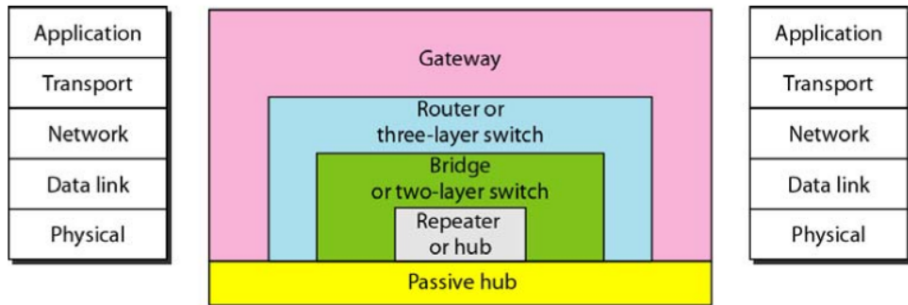 Application
Transport
Network
Data link
Physical
Gateway
Router or
three-layer switch
Bridge
or two-layer switch
Repeater
or hub
Passive hub
Application
Transport
Network
Data link
Physical